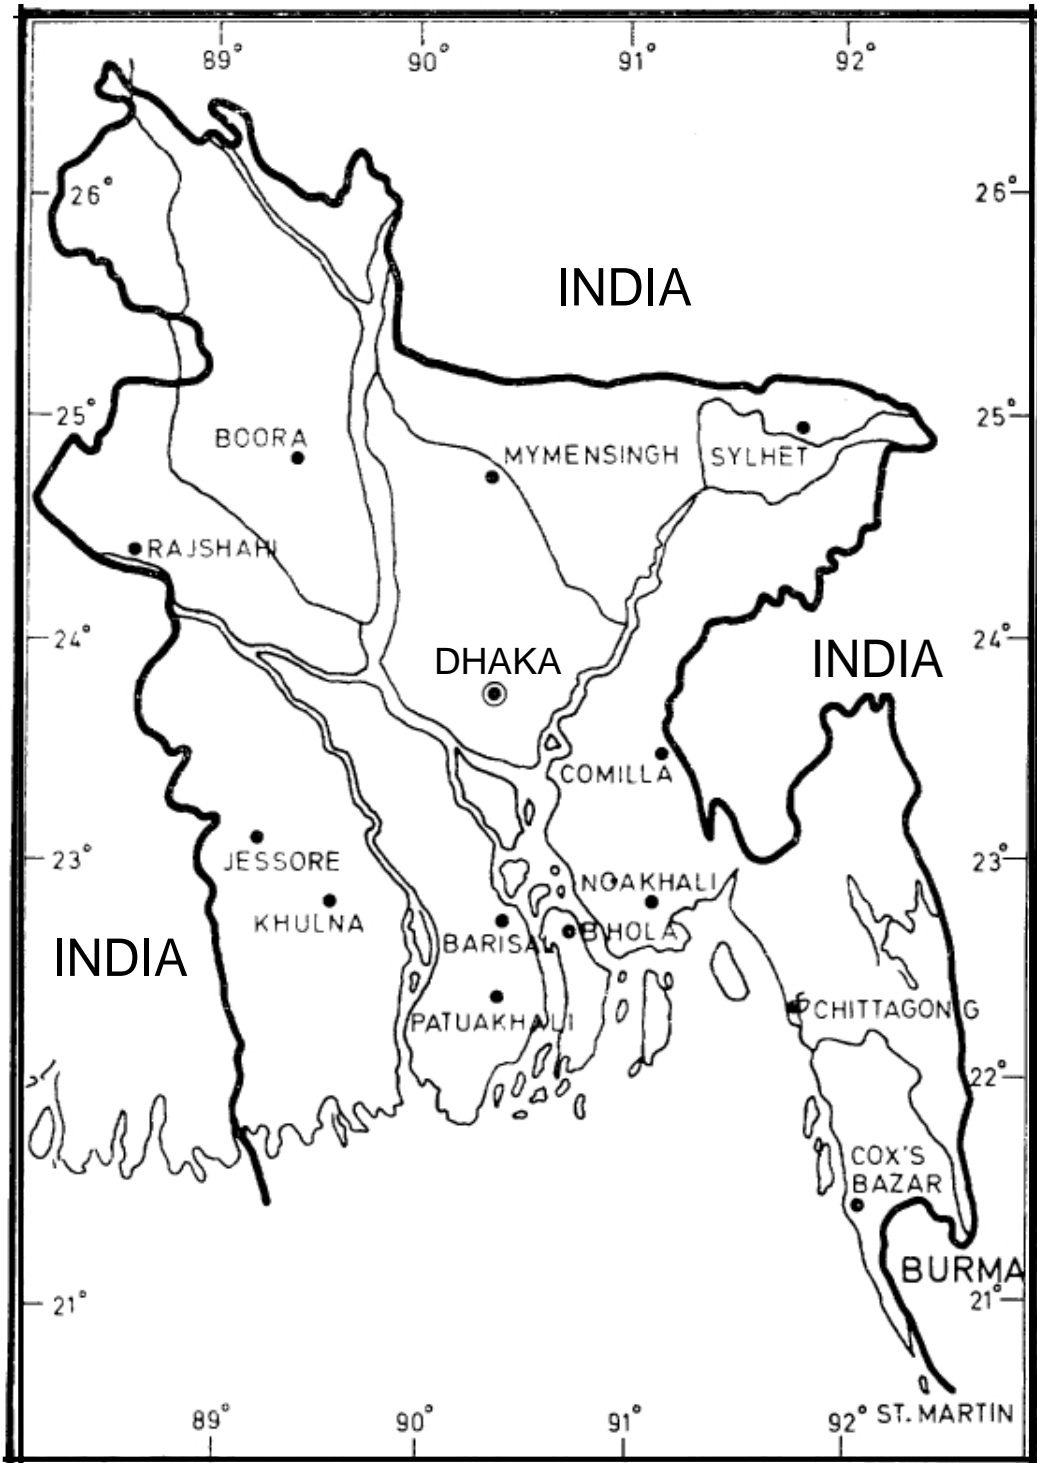 89° 90° 91° 92°
26° 26°
INDIA
25° 25°
BOGRA
MYMENSINGH SYLHET
RAJSHAHI
24° 24°
DHAKA INDIA
COMILLA
23° 23°
JESSORE
NOAKHALI
KHULNA
BHOLA
BARISAL
INDIA
CHITTAGONG
PATUAKHALI
22°
COX'S
BAZAR
BURMA
21° 21°
89° 90° 91° 92° ST. MARTIN